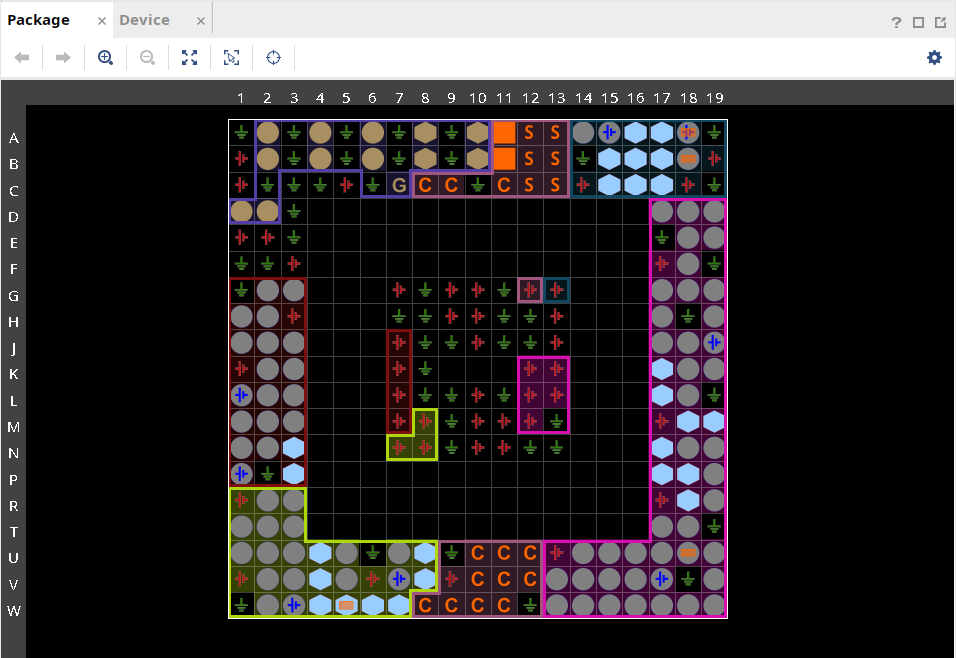 Package × Device ×
?
1 2 3 4 5 6 7 8 9 10 11 12 13 14 15 16 17 18 19
A S S
B S S
C G C C C S S
D
E
F
G
H
J
K
L
M
N
P
R
T
U C C C
V C C C
W C C C C